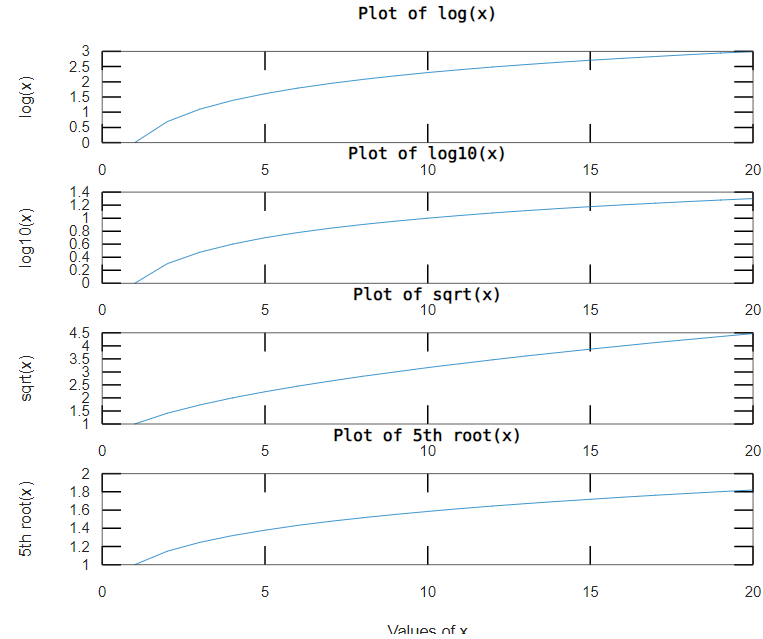 Plot of log(x)
3
2.5
2
1.5
1
0.5
0
log(x)
0 5 10 15 20
Plot of log10(x)
1.4
1.2
1
0.8
0.6
0.4
0.2
0
log10(x)
0 5 10 15 20
Plot of sqrt(x)
4.5
4
3.5
3
2.5
2
1.5
1
sqrt(x)
0 5 10 15 20
Plot of 5th root(x)
2
1.8
1.6
1.4
1.2
1
5th root(x)
0 5 10 15 20
Values of x